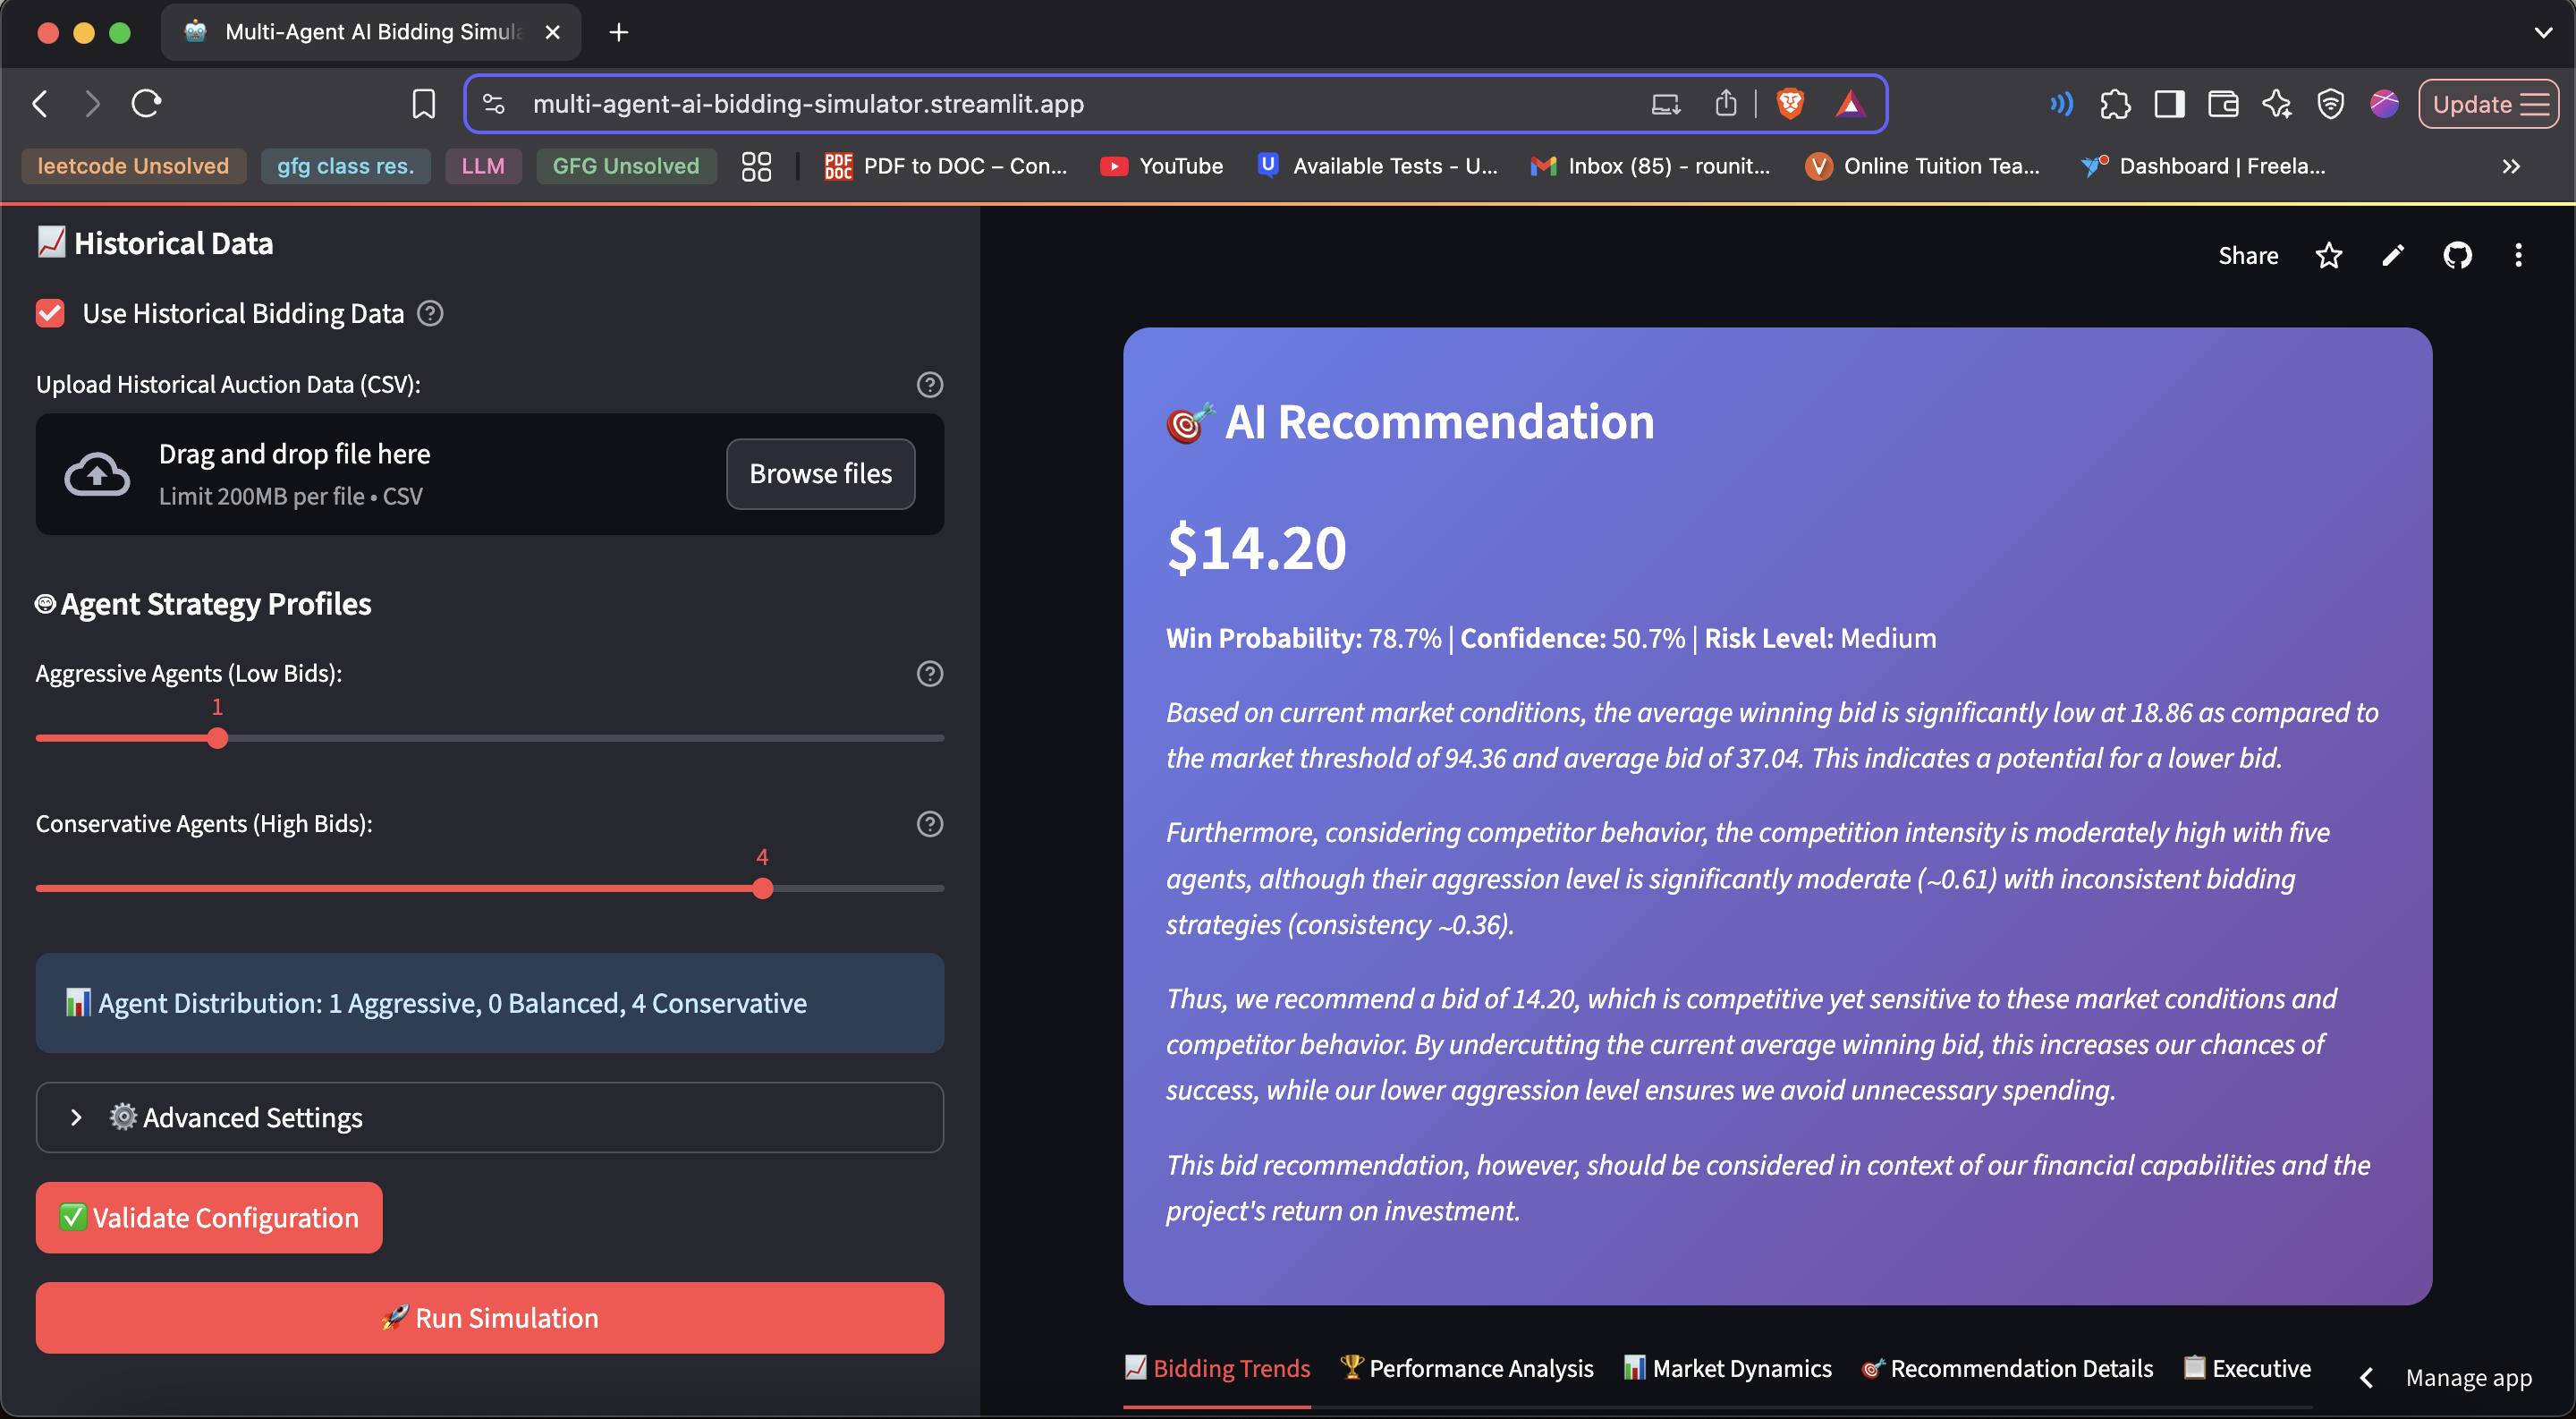 Multi-Agent AI Bidding Simula
multi-agent-ai-bidding-simulator.streamlit.app
Update
leetcode Unsolved
gfg class res.
LLM
GFG Unsolved
PDF DOC
PDF to DOC – Con...
YouTube
U
Available Tests - U...
Inbox (85) - rounit...
V
Online Tuition Tea...
Dashboard | Freela...
Historical Data
Use Historical Bidding Data
Upload Historical Auction Data (CSV):
Drag and drop file here
Limit 200MB per file • CSV
Browse files
Agent Strategy Profiles
Aggressive Agents (Low Bids):
1
Conservative Agents (High Bids):
4
Agent Distribution: 1 Aggressive, 0 Balanced, 4 Conservative
Advanced Settings
Validate Configuration
Run Simulation
Share
AI Recommendation
$14.20
Win Probability: 78.7% | Confidence: 50.7% | Risk Level: Medium
Based on current market conditions, the average winning bid is significantly low at 18.86 as compared to
the market threshold of 94.36 and average bid of 37.04. This indicates a potential for a lower bid.
Furthermore, considering competitor behavior, the competition intensity is moderately high with five
agents, although their aggression level is significantly moderate (~0.61) with inconsistent bidding
strategies (consistency ~0.36).
Thus, we recommend a bid of 14.20, which is competitive yet sensitive to these market conditions and
competitor behavior. By undercutting the current average winning bid, this increases our chances of
success, while our lower aggression level ensures we avoid unnecessary spending.
This bid recommendation, however, should be considered in context of our financial capabilities and the
project's return on investment.
Bidding Trends
Performance Analysis
Market Dynamics
Recommendation Details
Executive
Manage app